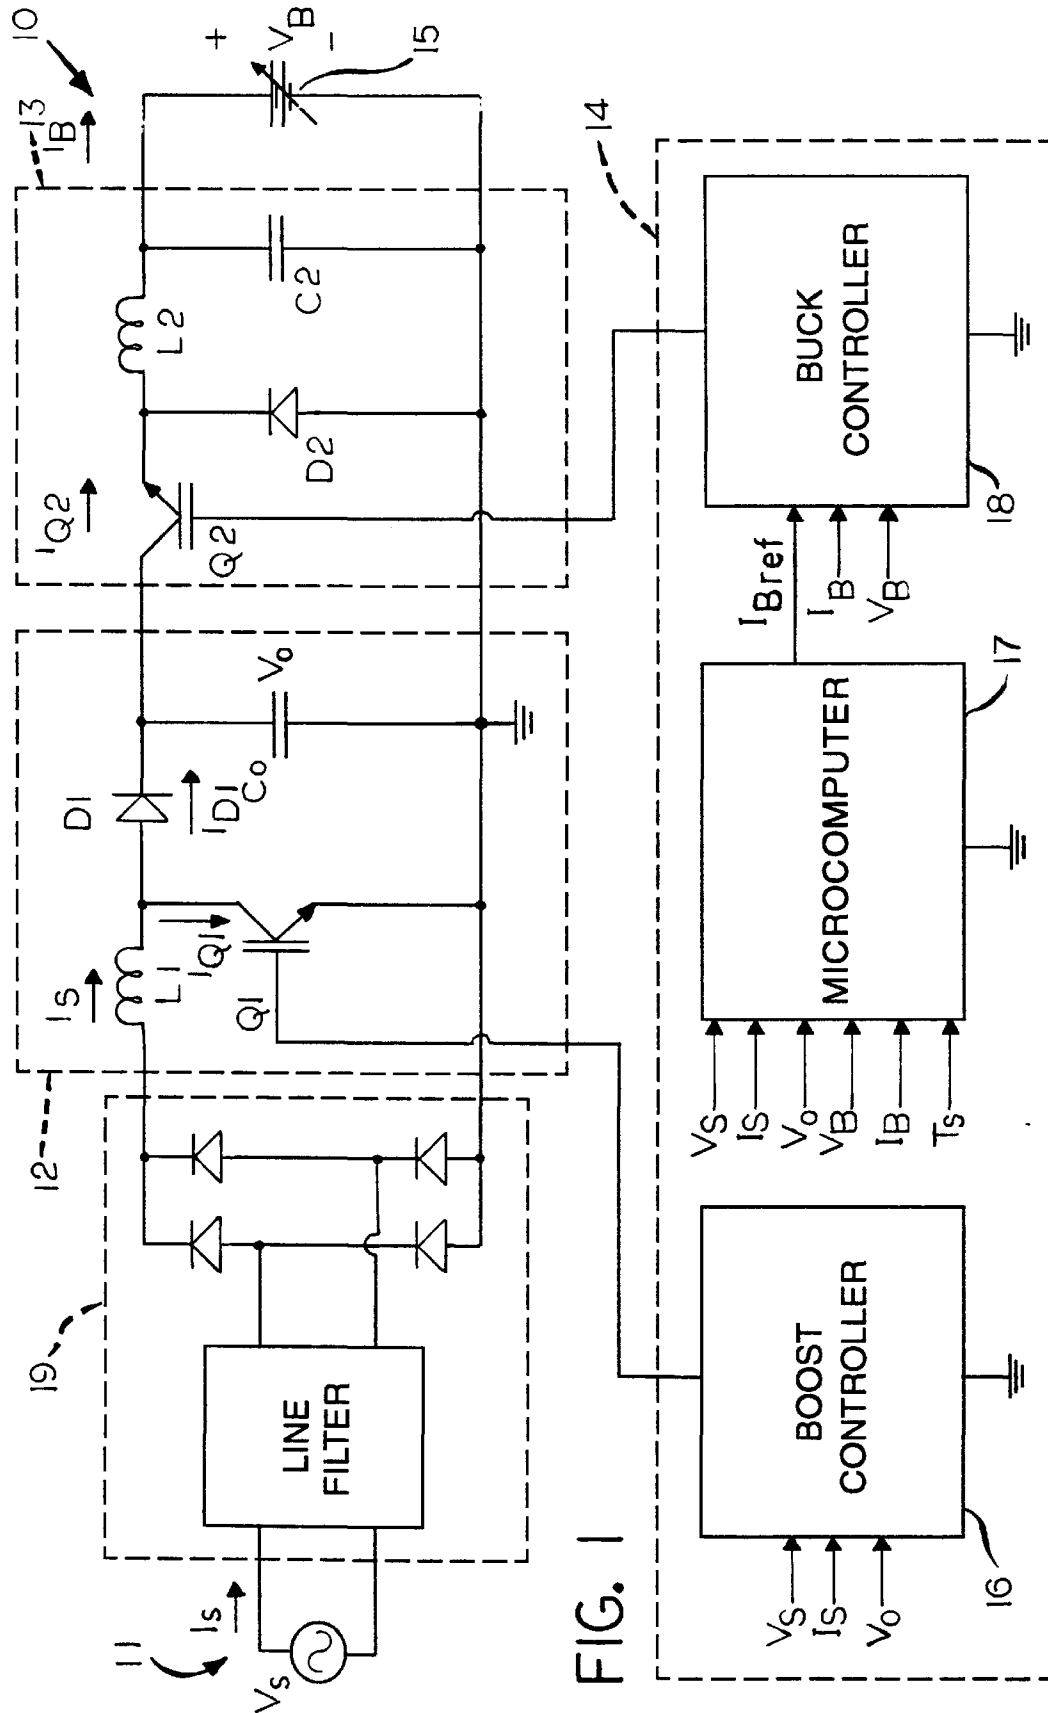 10
I_B
13
+
V_B
−
15
I_Q2
Q2
D2
L2
C2
D1
I_D1
C_o
V_o
I_S
L1
I_Q1
Q1
12
19
LINE
FILTER
11
I_s
V_s
FIG. 1
14
V_S
I_S
V_o
BOOST
CONTROLLER
16
V_S
I_S
V_o
V_B
I_B
T_s
MICROCOMPUTER
17
I_Bref
I_B
V_B
BUCK
CONTROLLER
18